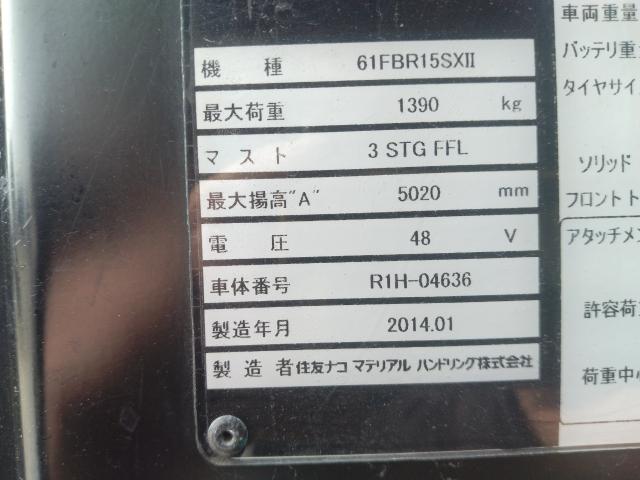 機種 61FBR15SXII
最大荷重 1390 kg
マスト 3 STG FFL
最大揚高"A" 5020 mm
電圧 48 V
車体番号 R1H-04636
製造年月 2014.01
製造者 住友ナコ マテリアル ハンドリング株式会社
車両重量
バッテリ重
タイヤサイ
ソリッド
フロントト
アタッチメン
許容荷
荷重中